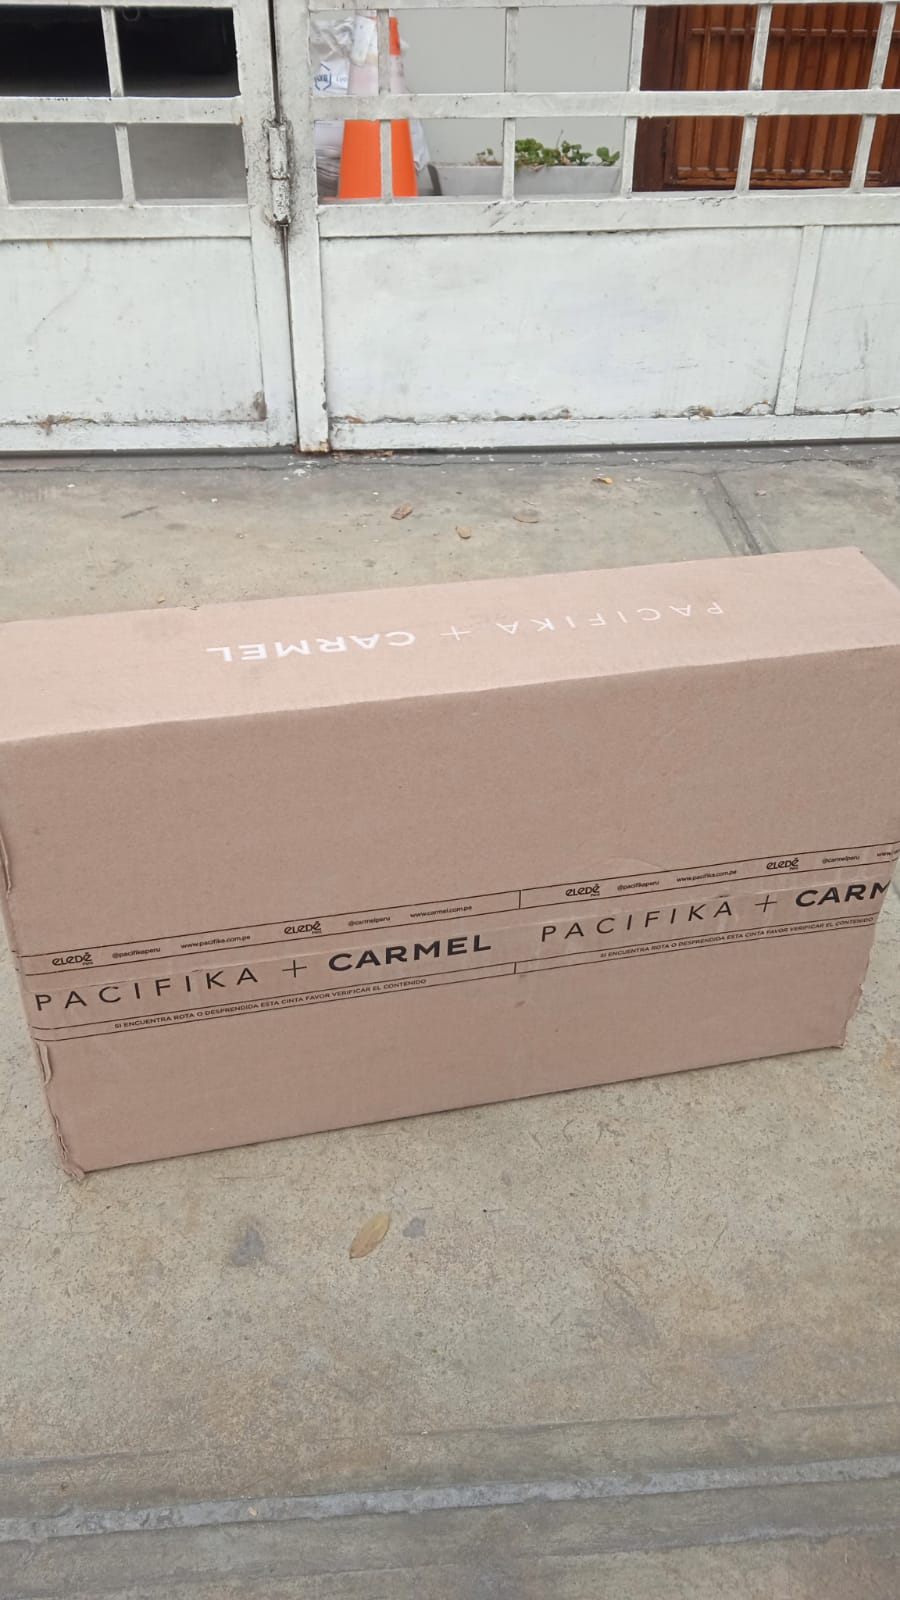 PACIFIKA + CARMEL
eLeDé @pacifikaperu www.pacifika.com.pe eLeDé @carmelperu www.carmel.com.pe eLeDé @pacifikaperu www.pacifika.com.pe eLeDé @carmelperu
PACIFIKA + CARMEL PACIFIKA + CARM
SI ENCUENTRA ROTA O DESPRENDIDA ESTA CINTA FAVOR VERIFICAR EL CONTENIDO SI ENCUENTRA ROTA O DESPRENDIDA ESTA CINTA FAVOR VERIFICAR EL CONTENIDO